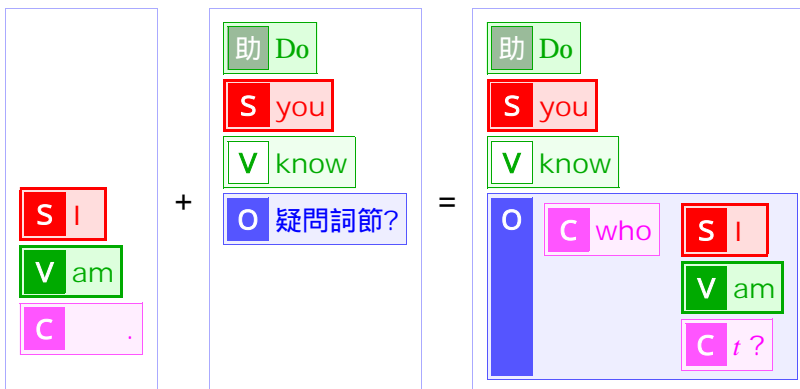 S I
V am
C .
+
助 Do
S you
V know
O 疑問詞節?
=
助 Do
S you
V know
O C who S I
V am
C t ?